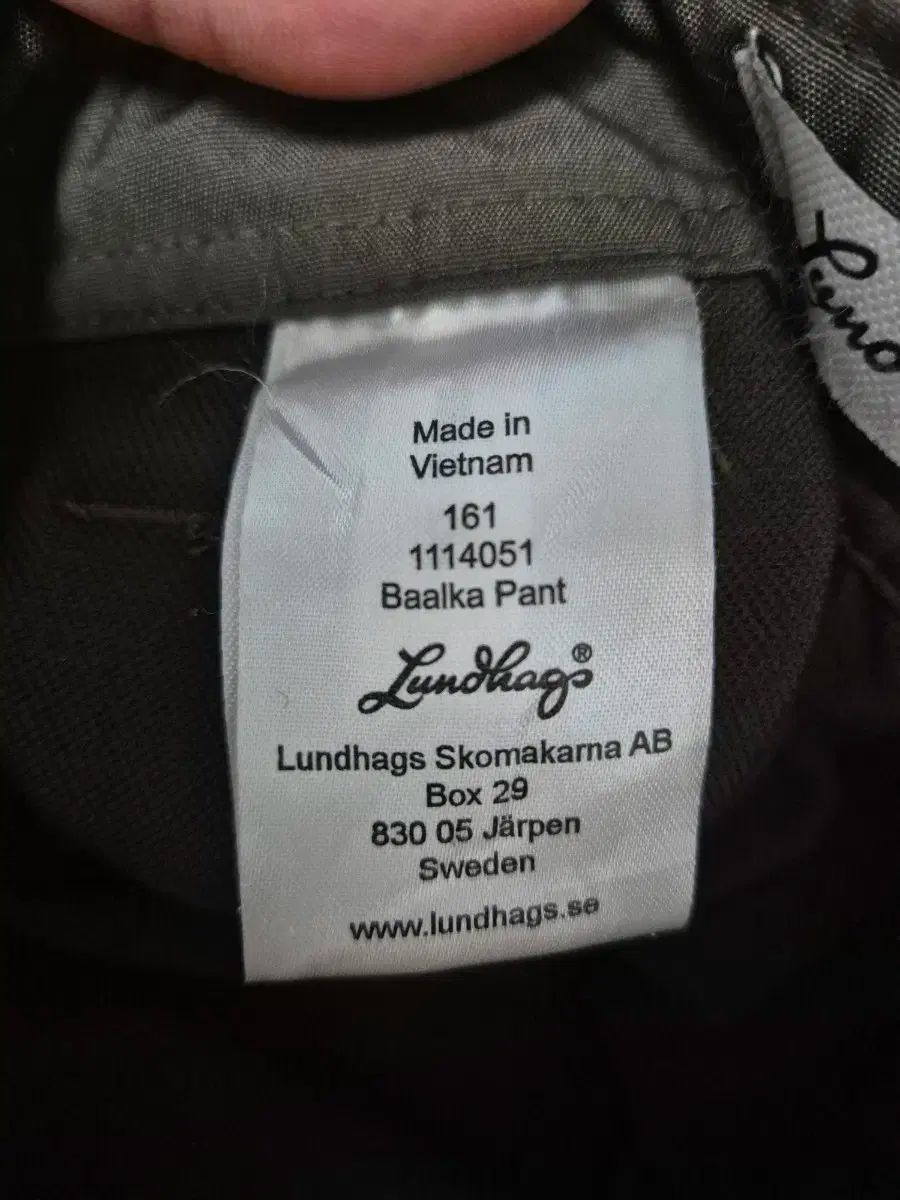 Made in
Vietnam
161
1114051
Baalka Pant
Lundhags®
Lundhags Skomakarna AB
Box 29
830 05 Järpen
Sweden
www.lundhags.se